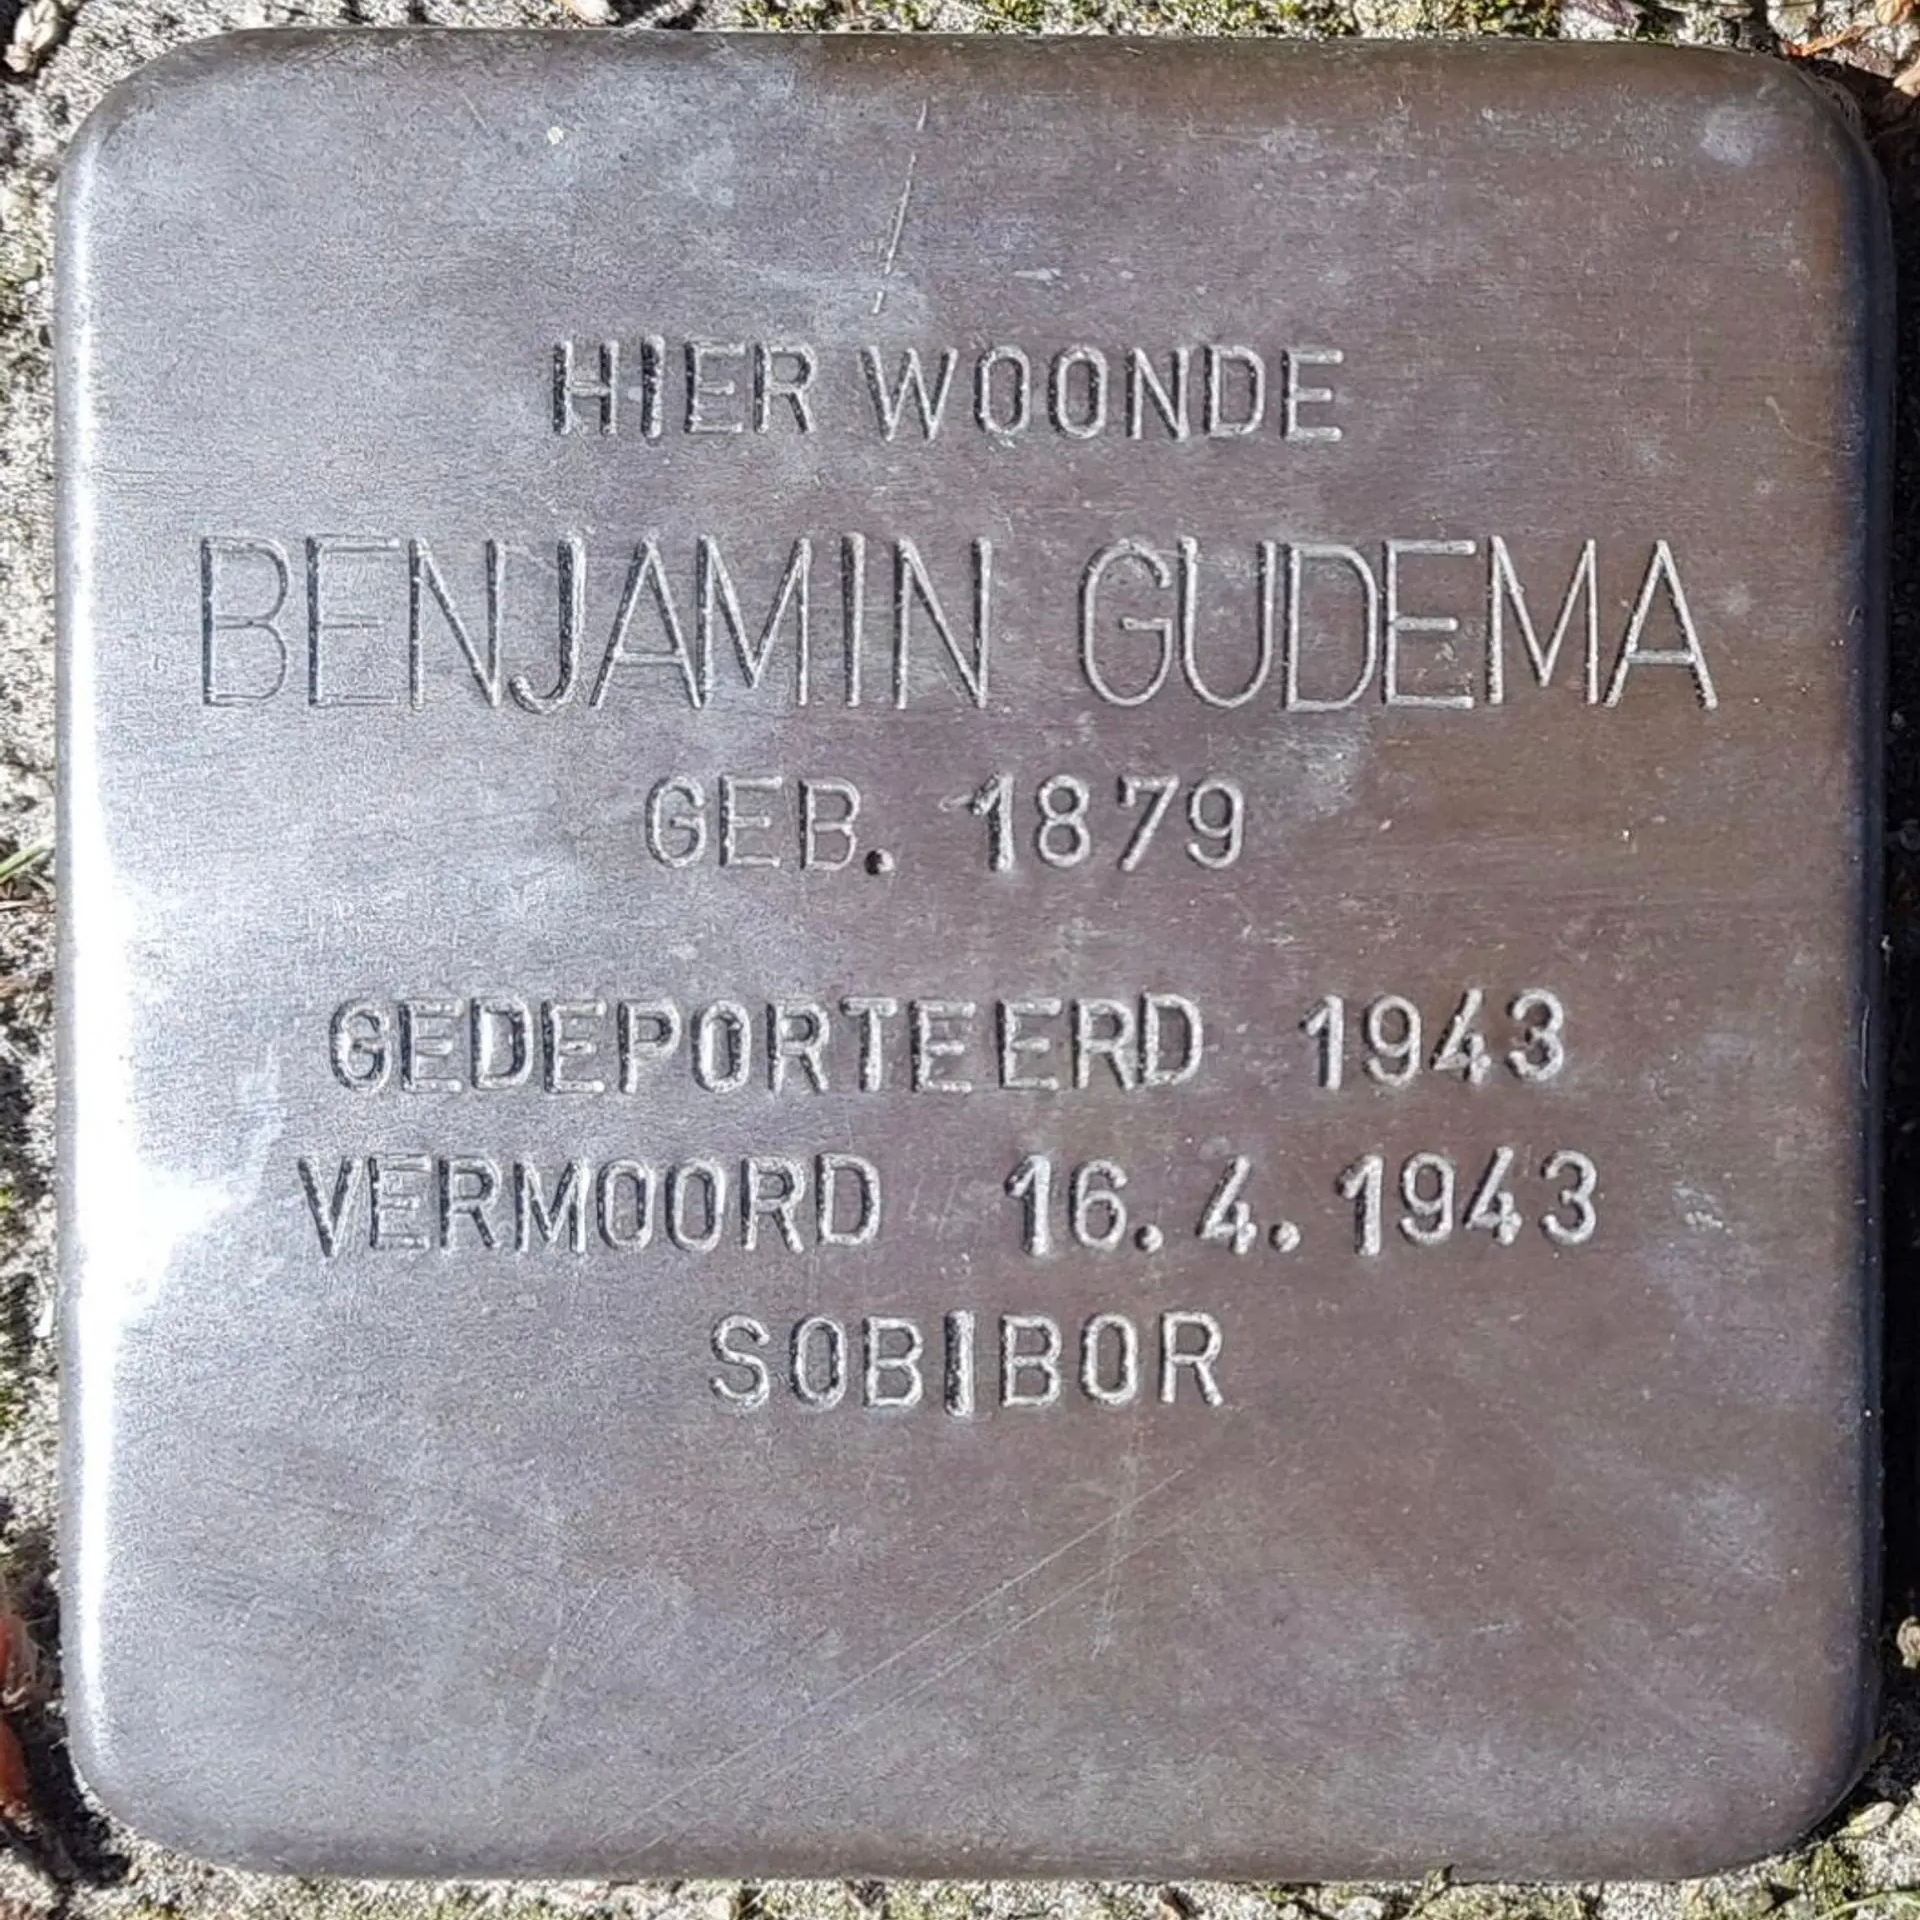 HIER WOONDE
BENJAMIN GUDEMA
GEB. 1879
GEDEPORTEERD 1943
VERMOORD 16.4.1943
SOBIBOR